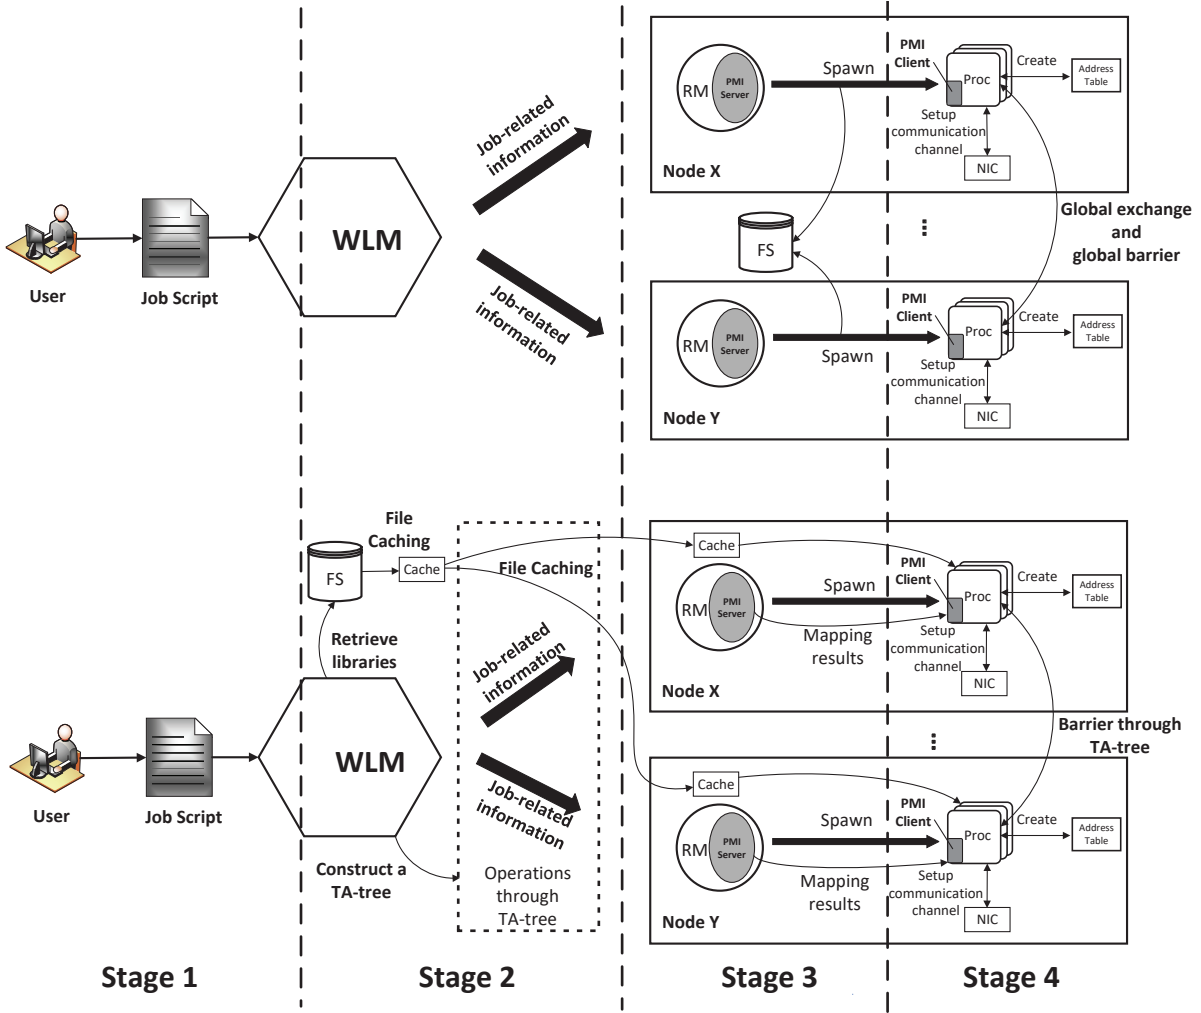 User
Job Script
WLM
Job-related
information
Job-related
information
RM
PMI
Server
Spawn
PMI
Client
Proc
Create
Address
Table
Setup
communication
channel
NIC
Node X
FS
...
Global exchange
and
global barrier
RM
PMI
Server
Spawn
PMI
Client
Proc
Create
Address
Table
Setup
communication
channel
NIC
Node Y
User
Job Script
WLM
FS
File
Caching
Cache
File Caching
Retrieve
libraries
Job-related
information
Job-related
information
Construct a
TA-tree
Operations
through
TA-tree
Cache
RM
PMI
Server
Spawn
Mapping
results
PMI
Client
Proc
Create
Address
Table
Setup
communication
channel
NIC
Node X
...
Barrier through
TA-tree
Cache
RM
PMI
Server
Spawn
Mapping
results
PMI
Client
Proc
Create
Address
Table
Setup
communication
channel
NIC
Node Y
Stage 1
Stage 2
Stage 3
Stage 4